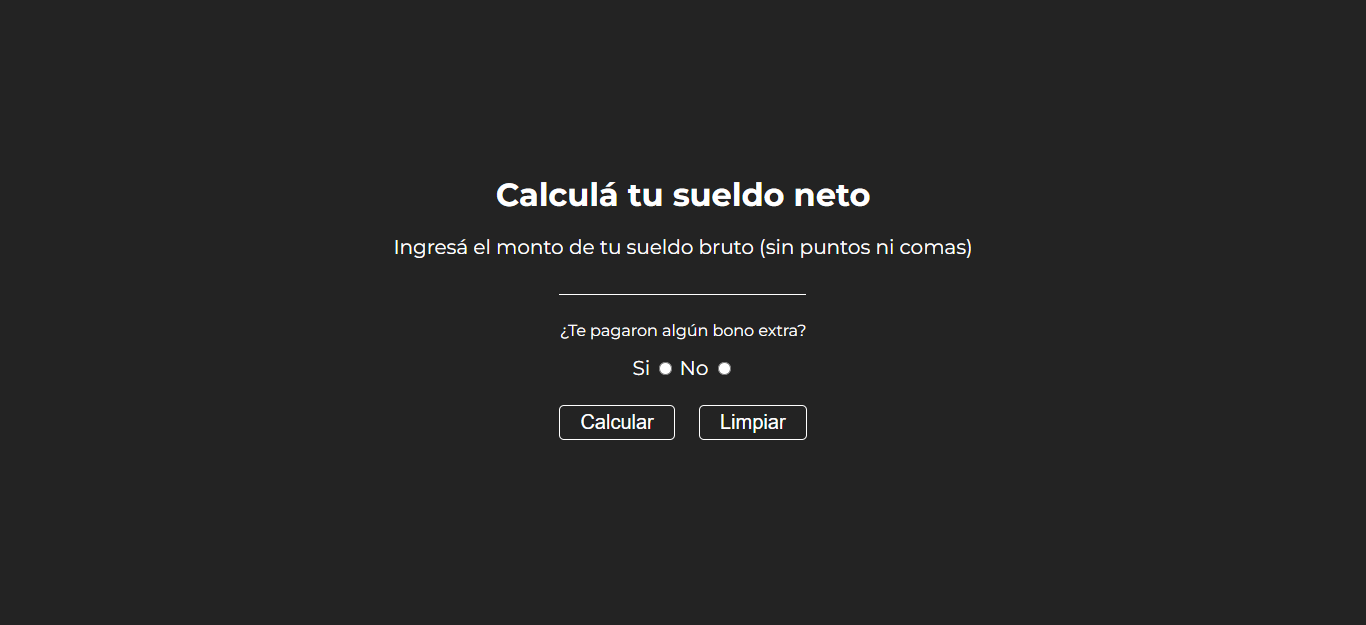 Calculá tu sueldo neto
Ingresá el monto de tu sueldo bruto (sin puntos ni comas)
¿Te pagaron algún bono extra?
Si No
Calcular Limpiar